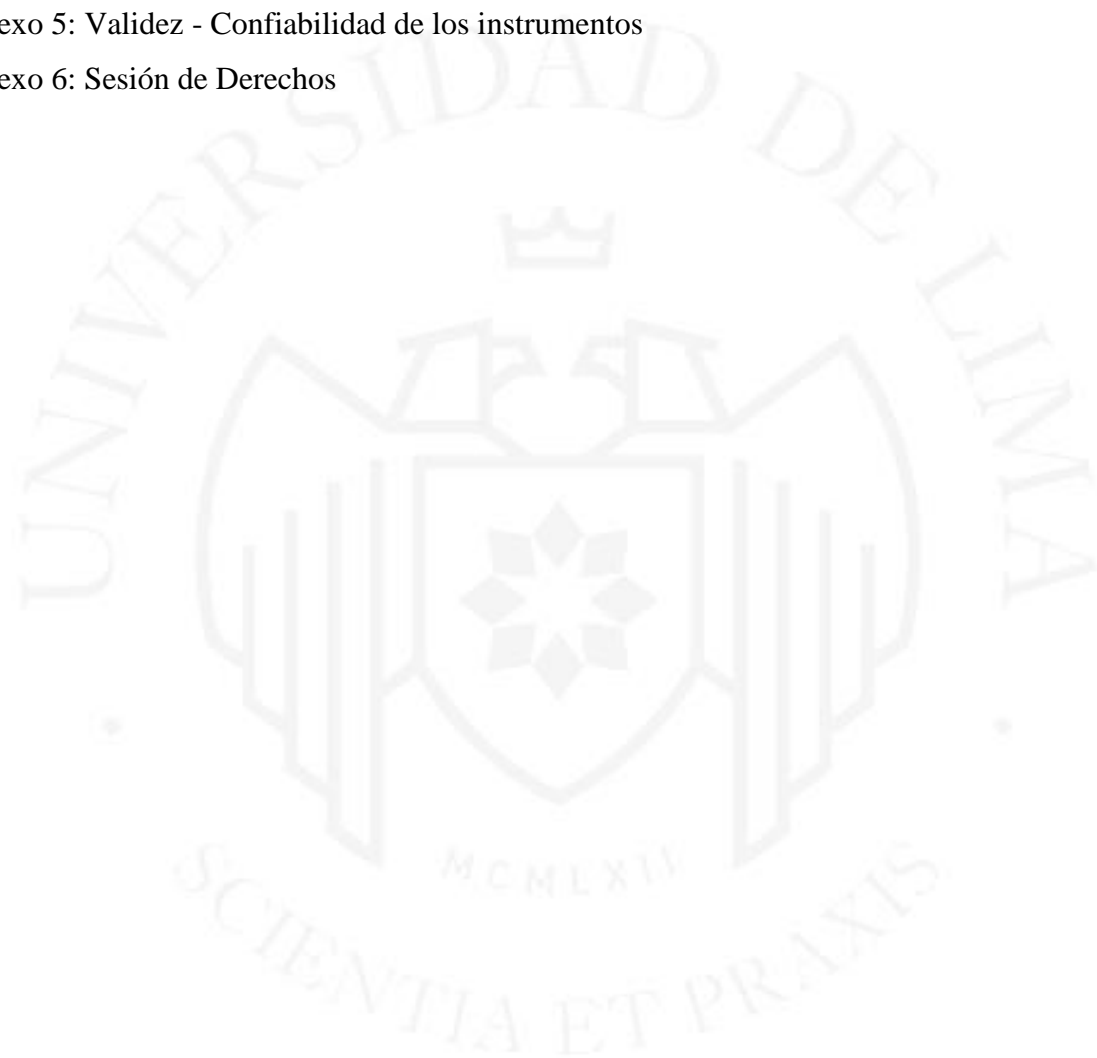 exo 5: Validez - Confiabilidad de los instrumentos
exo 6: Sesión de Derechos
UNIVERSIDAD DE LIMA
MCMLXII
SCIENTIA ET PRAXIS